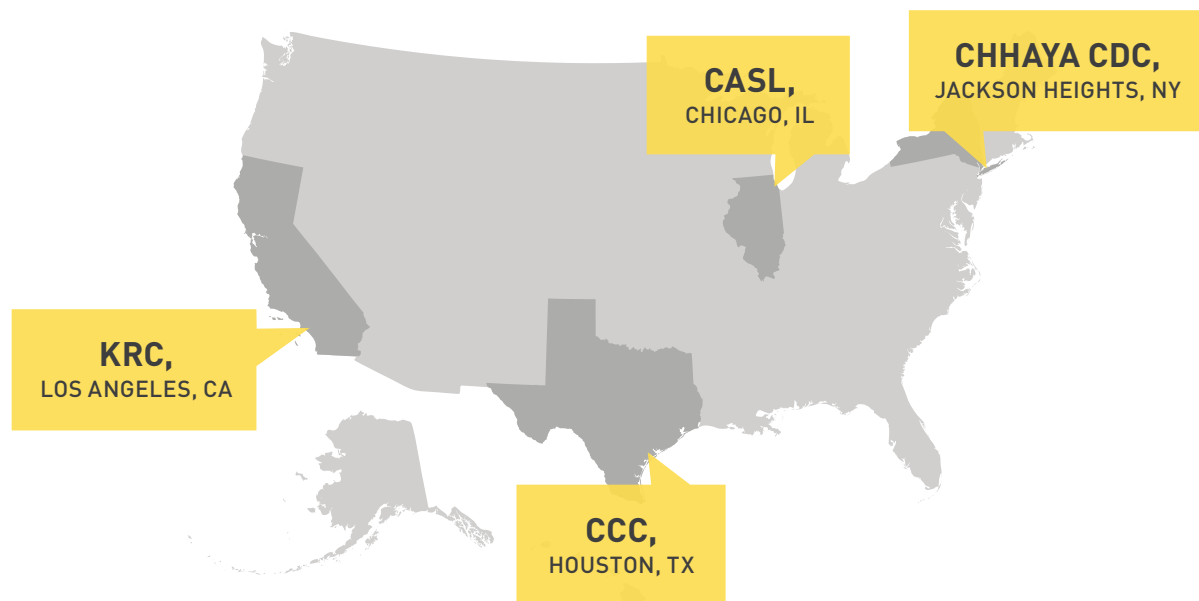 CHHAYA CDC,
JACKSON HEIGHTS, NY
CASL,
CHICAGO, IL
KRC,
LOS ANGELES, CA
CCC,
HOUSTON, TX